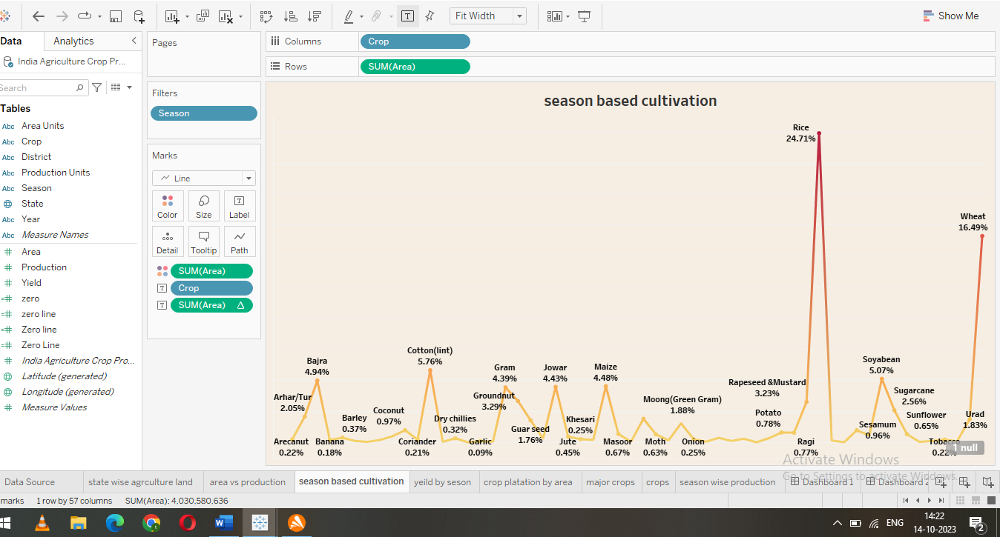 Fit Width
Show Me
Data
Analytics
India Agriculture Crop Pr...
Search
Tables
Abc Area Units
Abc Crop
Abc District
Abc Production Units
Abc Season
State
Abc Year
Abc Measure Names
Area
Production
Yield
zero
zero line
Zero line
Zero Line
India Agriculture Crop Pro...
Latitude (generated)
Longitude (generated)
Measure Values
Pages
Filters
Season
Marks
Line
Color
Size
Label
Detail
Tooltip
Path
SUM(Area)
Crop
SUM(Area)
Columns
Crop
Rows
SUM(Area)
season based cultivation
Rice
24.71%
Wheat
16.49%
Cotton(lint)
5.76%
Bajra
4.94%
Gram
4.39%
Jowar
4.43%
Maize
4.48%
Soyabean
5.07%
Rapeseed &Mustard
3.23%
Sugarcane
2.56%
Arhar/Tur
2.05%
Groundnut
3.29%
Moong(Green Gram)
1.88%
Coconut
0.97%
Potato
0.78%
Barley
0.37%
Dry chillies
0.32%
Guar seed
1.76%
Khesari
0.25%
Sesamum
0.96%
Sunflower
0.65%
Urad
1.83%
Arecanut
0.22%
Banana
0.18%
Coriander
0.21%
Garlic
0.09%
Jute
0.45%
Masoor
0.67%
Moth
0.63%
Onion
0.25%
Ragi
0.77%
Tobacco
0.22%
1 null
Activate Windows
Go to Settings to activate Windows.
Data Source
state wise agrculture land
area vs production
season based cultivation
yeild by seson
crop platation by area
major crops
crops
season wise production
Dashboard 1
Dashboard 2
marks
1 row by 57 columns
SUM(Area): 4,030,580,636
ENG
14:22
14-10-2023
2